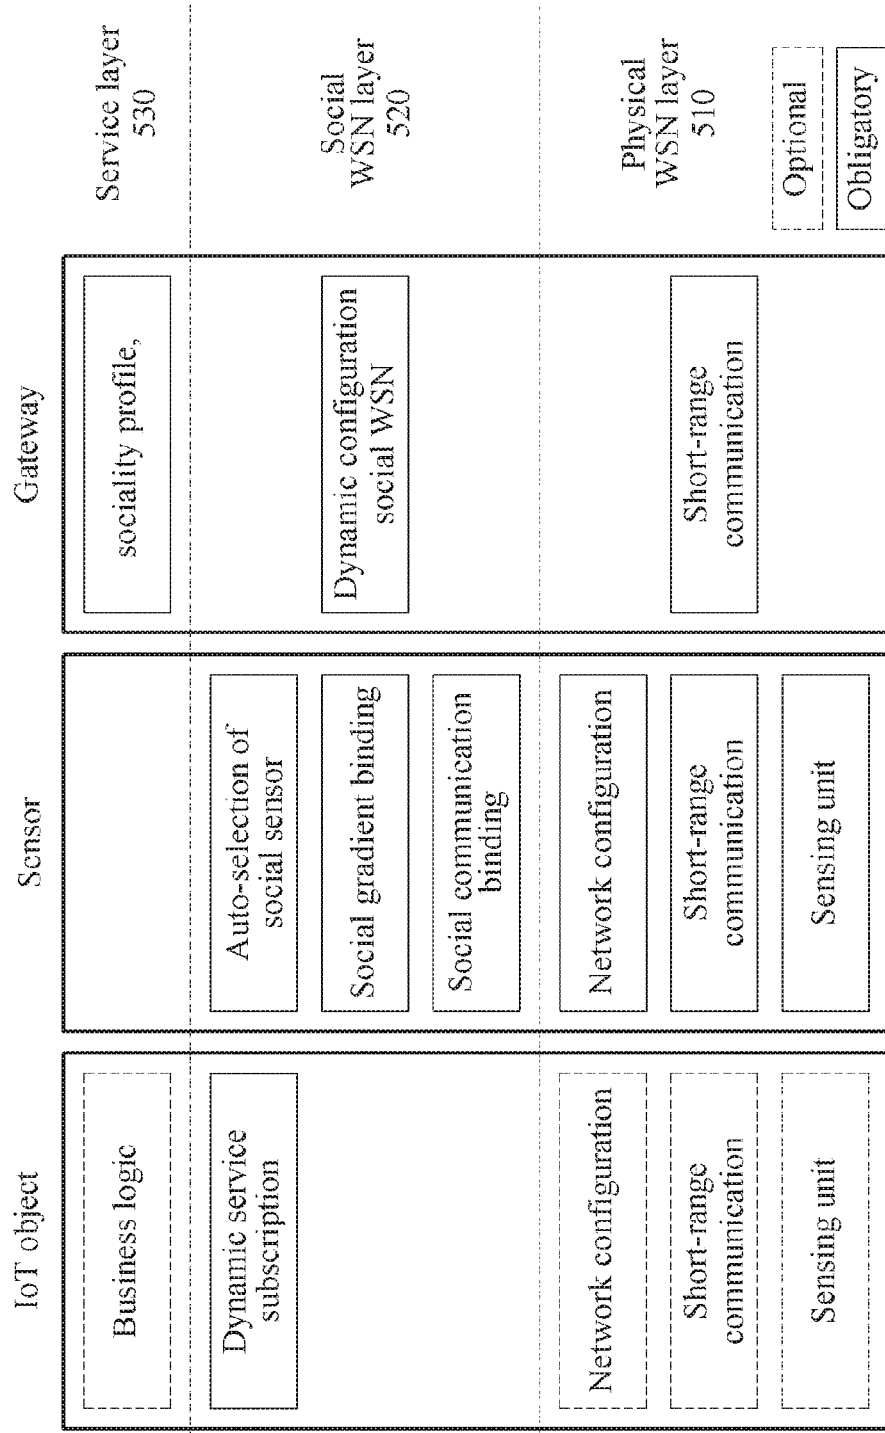 IoT object
Sensor
Gateway
Business logic
sociality profile,
Service layer
530
Dynamic service
subscription
Auto-selection of
social sensor
Social gradient binding
Social communication
binding
Dynamic configuration
social WSN
Social
WSN layer
520
Network configuration
Short-range
communication
Sensing unit
Network configuration
Short-range
communication
Sensing unit
Short-range
communication
Physical
WSN layer
510
Optional
Obligatory